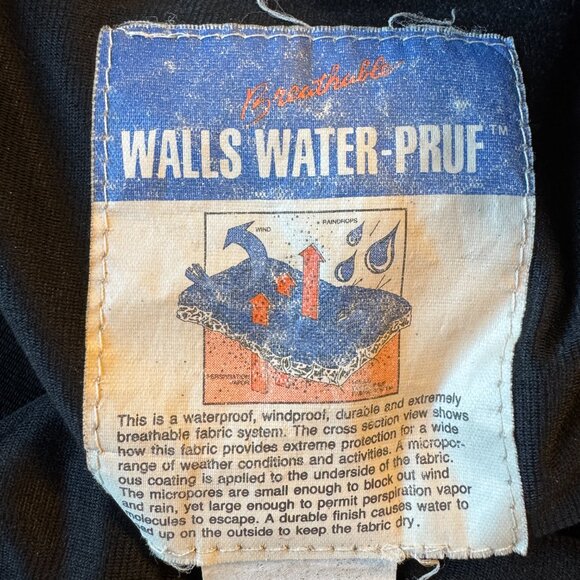 Breathable
WALLS WATER-PRUF™
WIND
RAINDROPS
PERSPIRATION
VAPOR
This is a waterproof, windproof, durable and extremely
breathable fabric system. The cross section view shows
how this fabric provides extreme protection for a wide
range of weather conditions and activities. A micropor-
ous coating is applied to the underside of the fabric.
The micropores are small enough to block out wind
and rain, yet large enough to permit perspiration vapor
molecules to escape. A durable finish causes water to
up on the outside to keep the fabric dry.